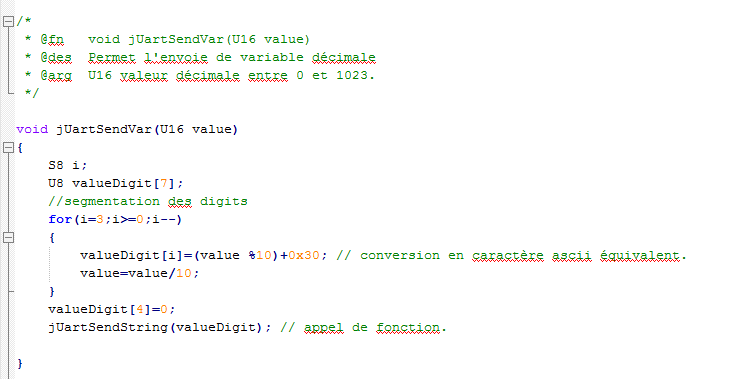 /*
 * @fn   void jUartSendVar(U16 value)
 * @des  Permet l'envoie de variable décimale
 * @arg  U16 valeur décimale entre 0 et 1023.
 */
void jUartSendVar(U16 value)
{
    S8 i;
    U8 valueDigit[7];
    //segmentation des digits
    for(i=3;i>=0;i--)
    {
        valueDigit[i]=(value %10)+0x30; // conversion en caractère ascii équivalent.
        value=value/10;
    }
    valueDigit[4]=0;
    jUartSendString(valueDigit); // appel de fonction.
}